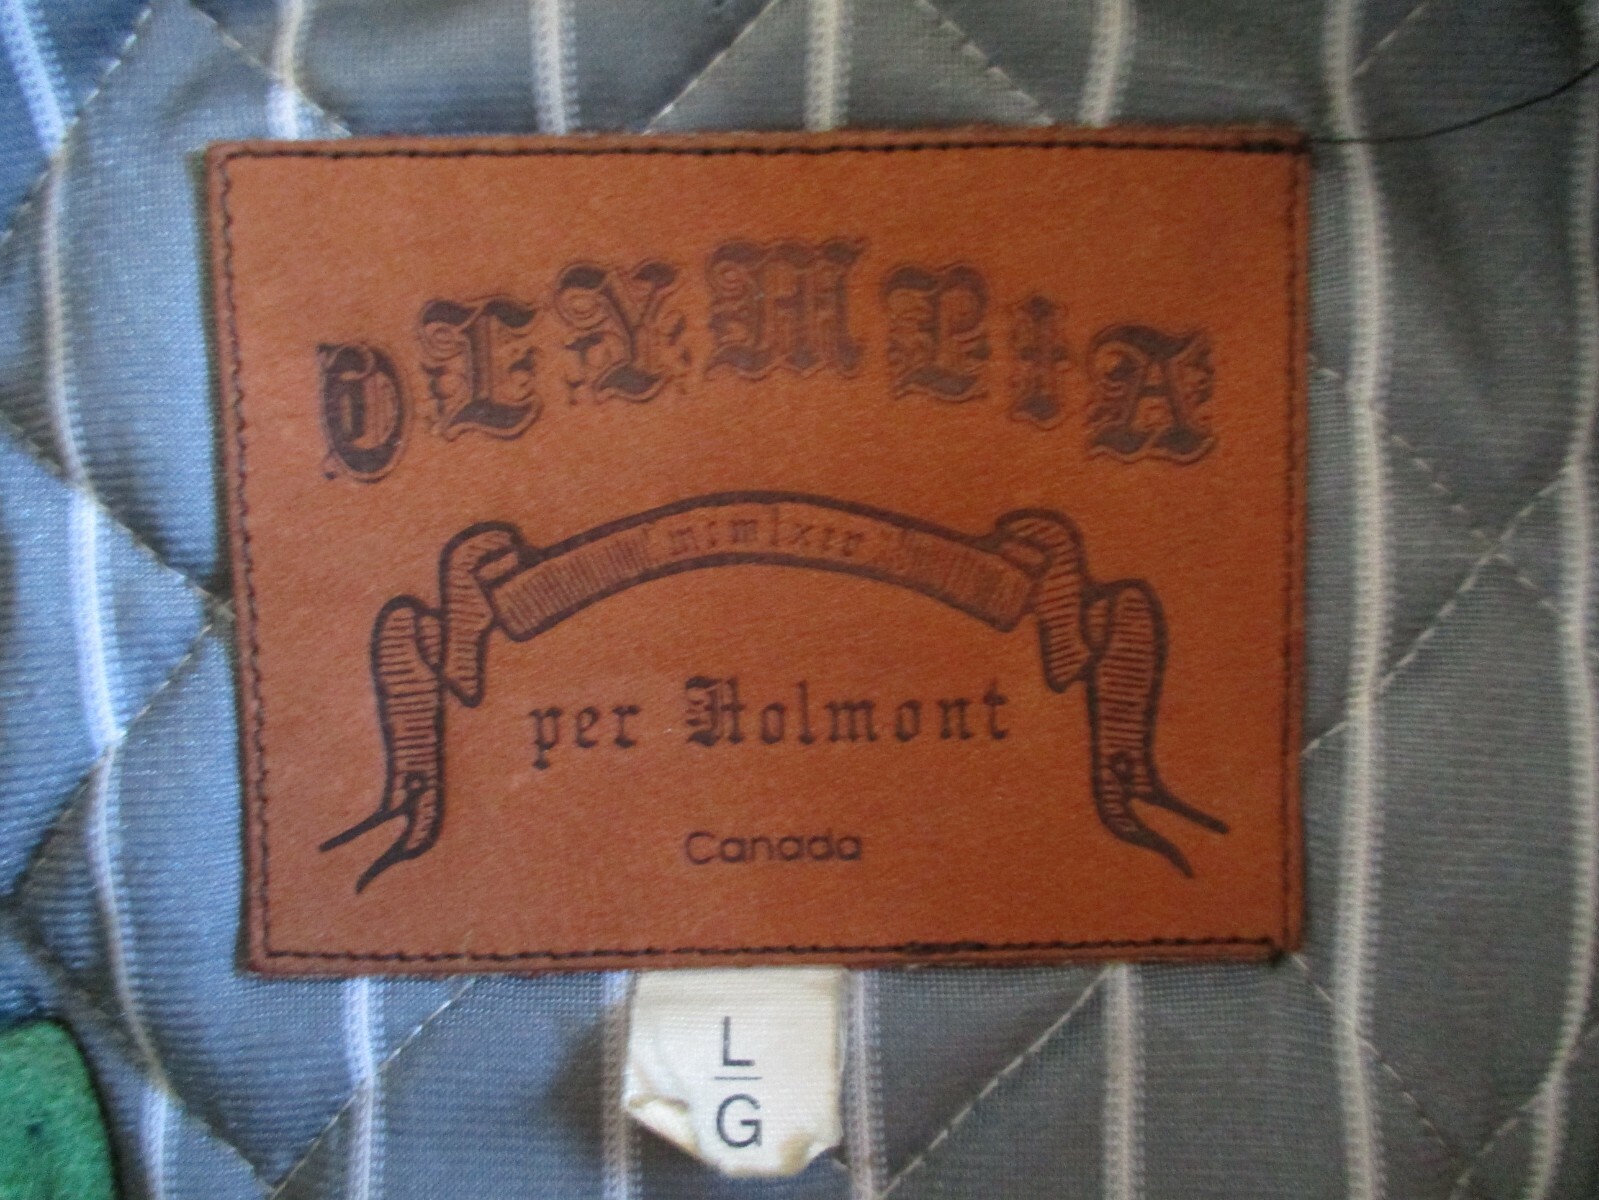 OLYMPIA
per Holmont
Canada
L
G